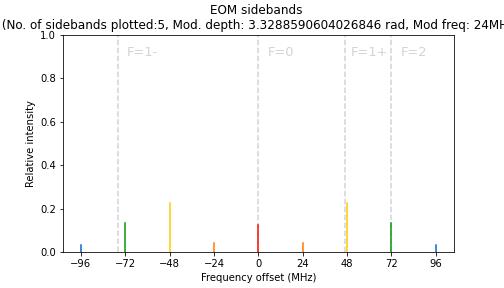 EOM sidebands
(No. of sidebands plotted:5, Mod. depth: 3.3288590604026846 rad, Mod freq: 24MH
1.0
F=1-
F=0
F=1+
F=2
0.8
0.6
0.4
0.2
0.0
Relative intensity
−96
−72
−48
−24
0
24
48
72
96
Frequency offset (MHz)